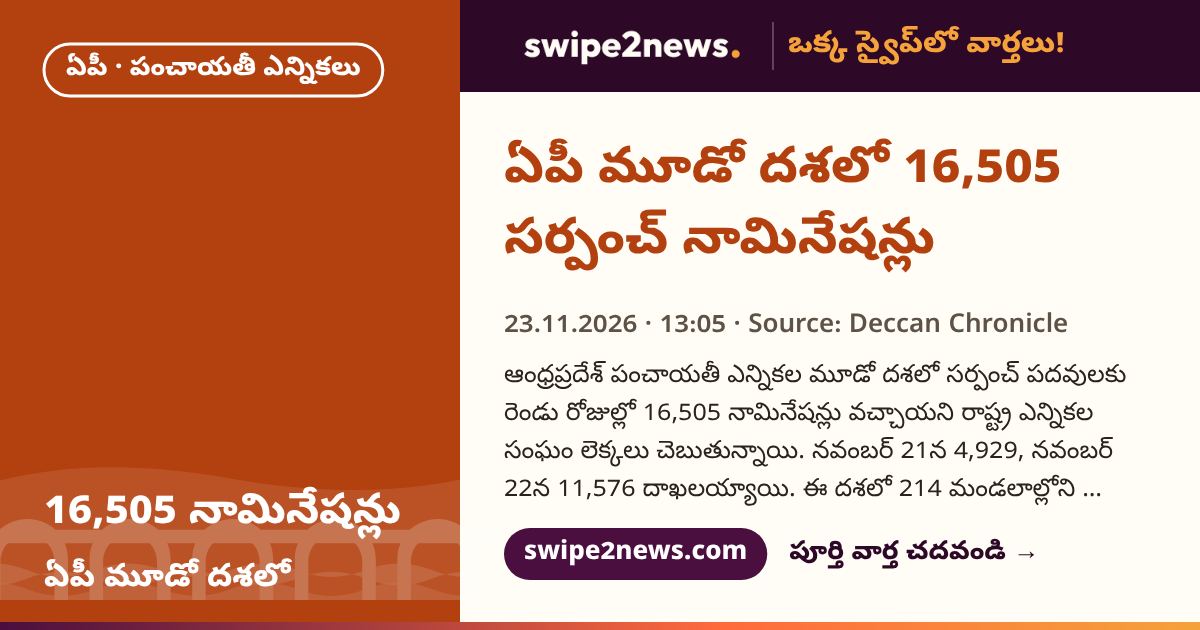 ఏపీ · పంచాయతీ ఎన్నికలు
16,505 నామినేషన్లు
ఏపీ మూడో దశలో
swipe2news.
ఒక్క స్వైప్‌లో వార్తలు!
ఏపీ మూడో దశలో 16,505
సర్పంచ్ నామినేషన్లు
23.11.2026 · 13:05 · Source: Deccan Chronicle
ఆంధ్రప్రదేశ్ పంచాయతీ ఎన్నికల మూడో దశలో సర్పంచ్ పదవులకు
రెండు రోజుల్లో 16,505 నామినేషన్లు వచ్చాయని రాష్ట్ర ఎన్నికల
సంఘం లెక్కలు చెబుతున్నాయి. నవంబర్ 21న 4,929, నవంబర్
22న 11,576 దాఖలయ్యాయి. ఈ దశలో 214 మండలాల్లోని ...
swipe2news.com
పూర్తి వార్త చదవండి →